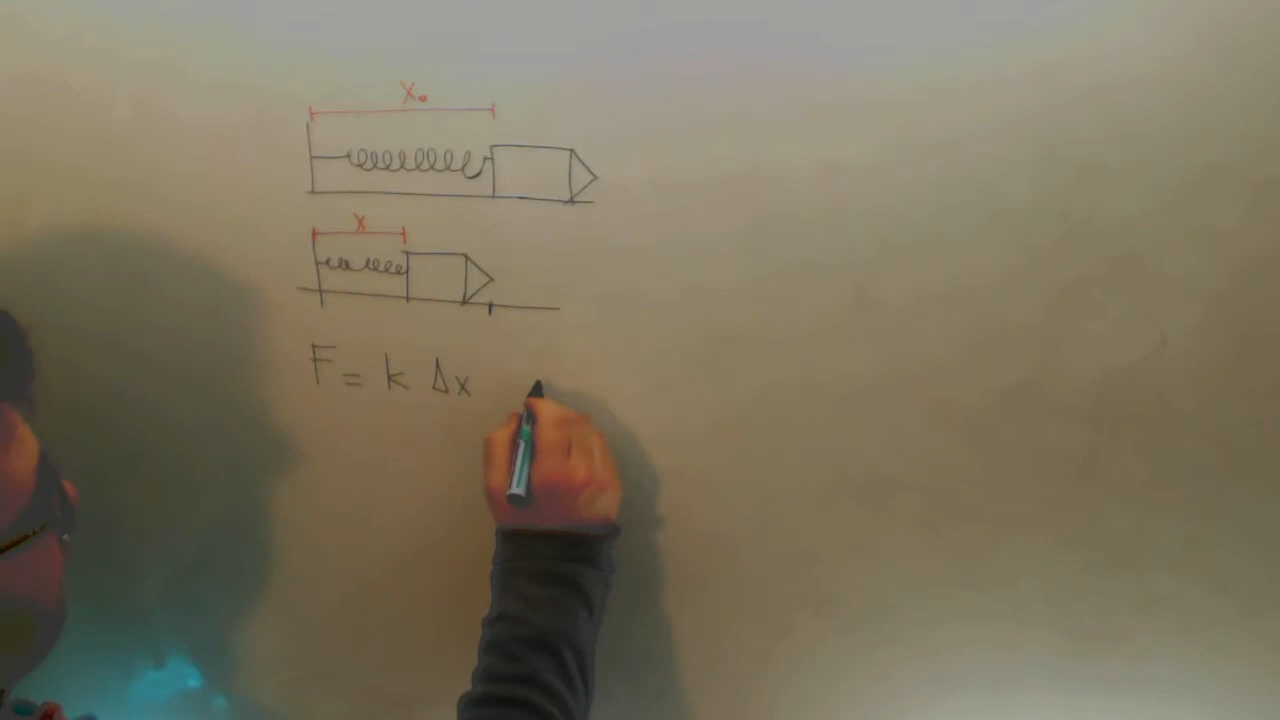 X₀
X
F = k Δx